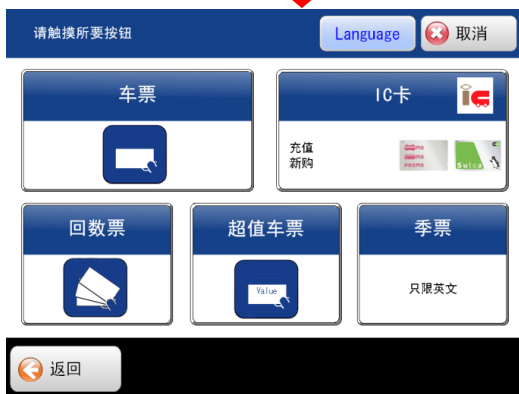 请触摸所要按钮
Language
取消
车票
IC卡
充值
新购
PASMO
Suica
回数票
超值车票
季票
Value
只限英文
返回